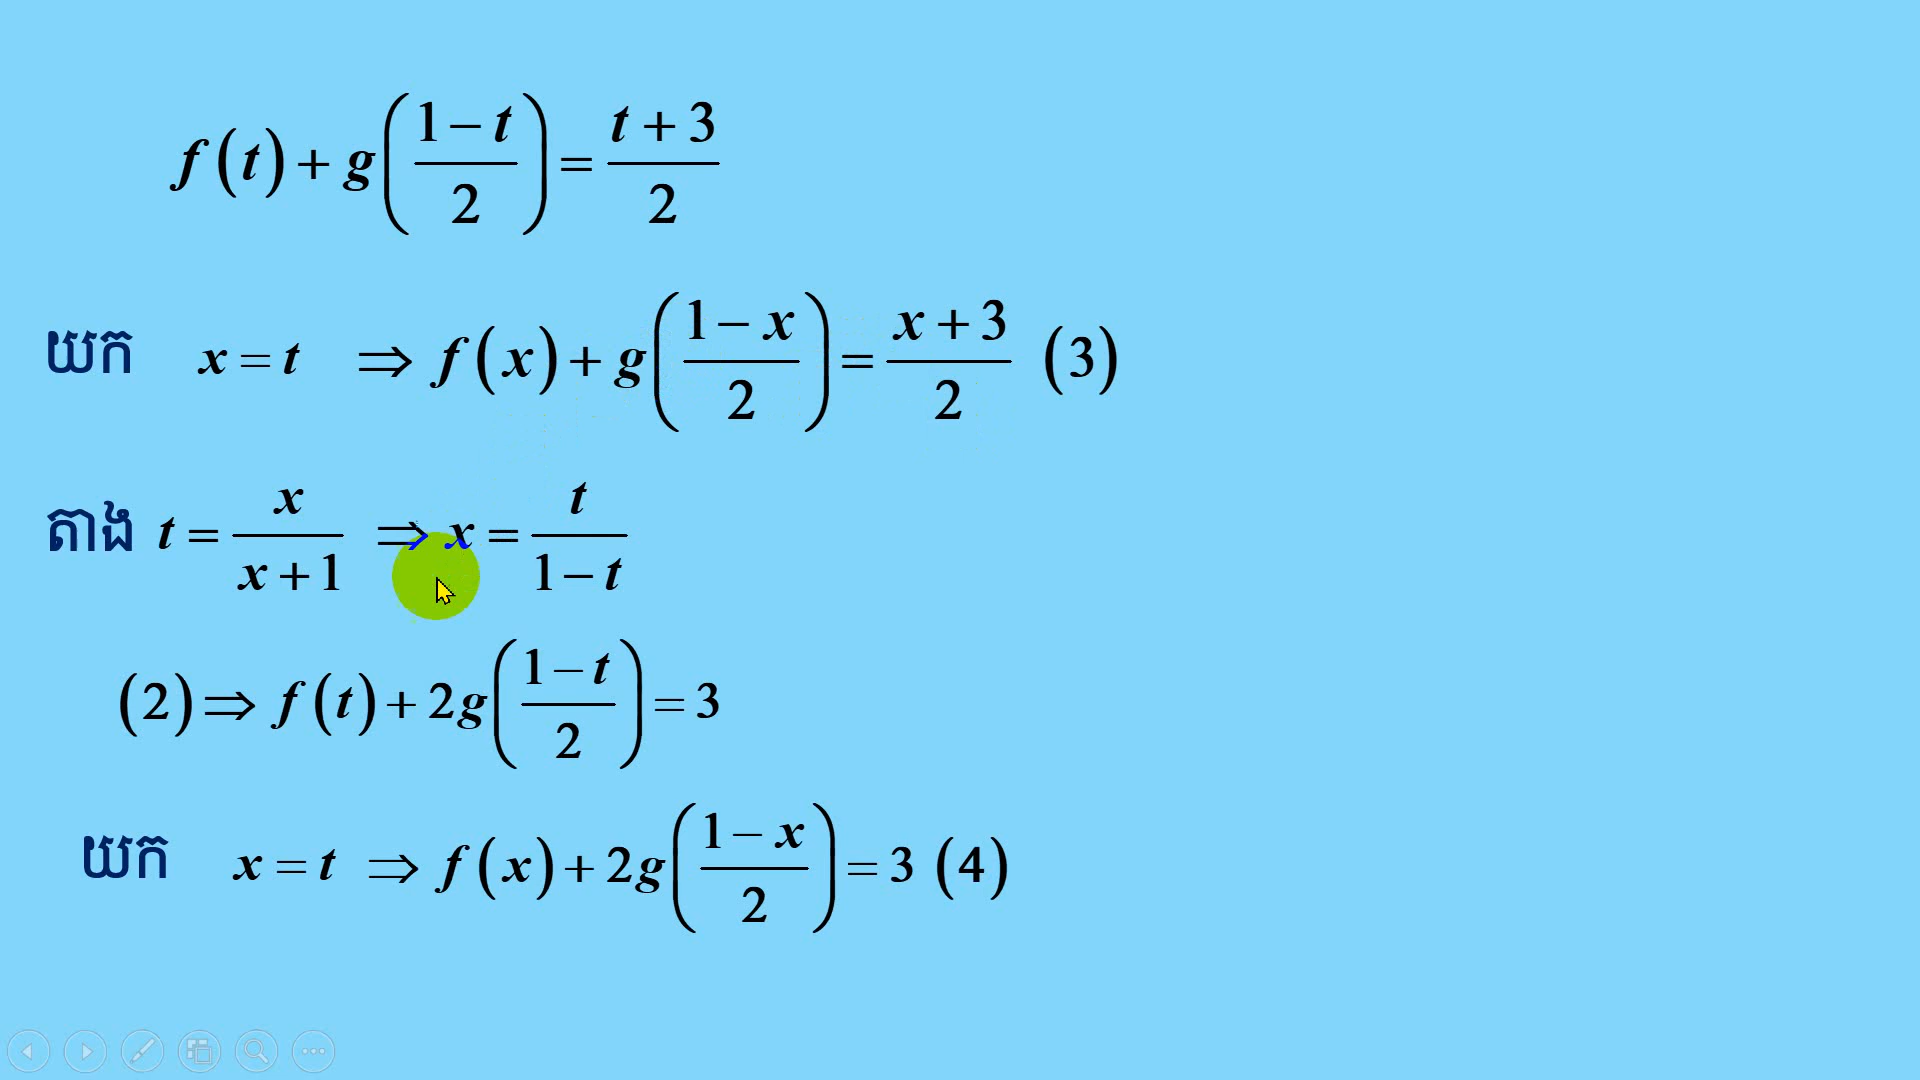 f(t) + g((1 − t)/2) = (t + 3)/2
យក x = t ⇒ f(x) + g((1 − x)/2) = (x + 3)/2 (3)
តាង t = x/(x + 1) ⇒ x = t/(1 − t)
(2) ⇒ f(t) + 2g((1 − t)/2) = 3
យក x = t ⇒ f(x) + 2g((1 − x)/2) = 3 (4)